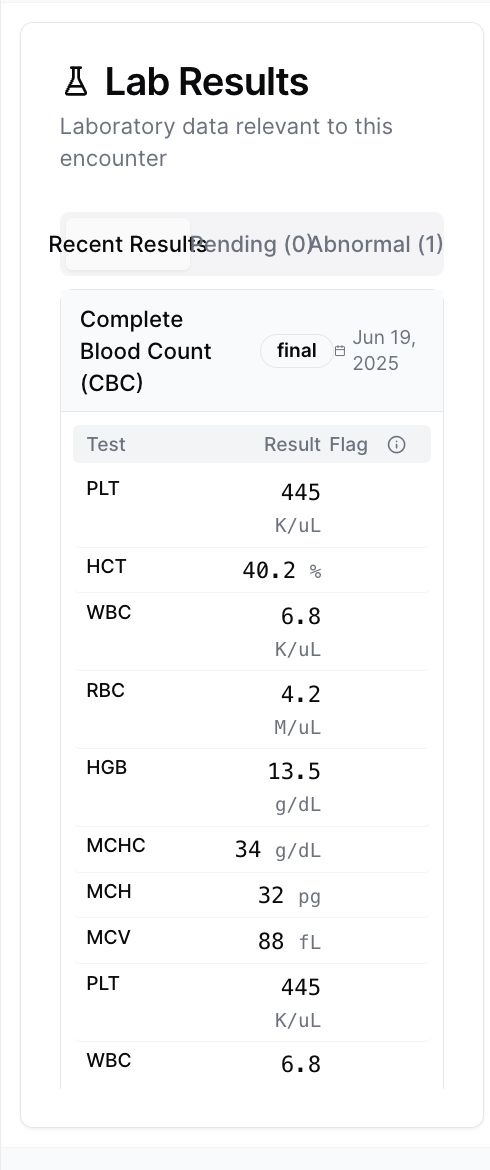 Lab Results
Laboratory data relevant to this
encounter
Recent Results Pending (0) Abnormal (1)
Complete
Blood Count
(CBC)
final
Jun 19,
2025
Test Result Flag
PLT 445
K/uL
HCT 40.2 %
WBC 6.8
K/uL
RBC 4.2
M/uL
HGB 13.5
g/dL
MCHC 34 g/dL
MCH 32 pg
MCV 88 fL
PLT 445
K/uL
WBC 6.8